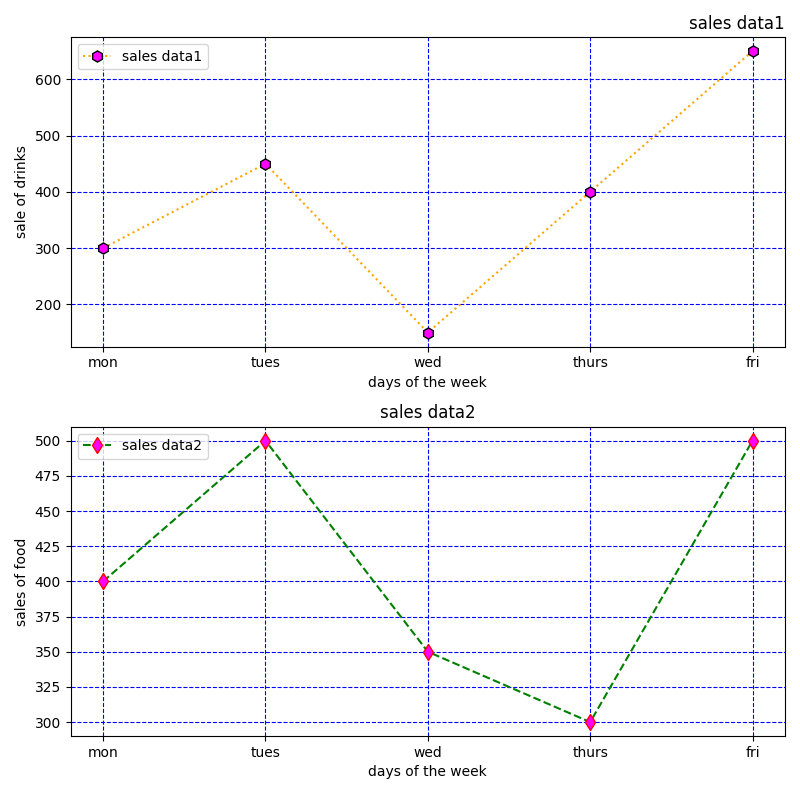 sales data1
sales data1
600
500
400
300
200
sale of drinks
mon tues wed thurs fri
days of the week
sales data2
sales data2
500
475
450
425
400
375
350
325
300
sales of food
mon tues wed thurs fri
days of the week